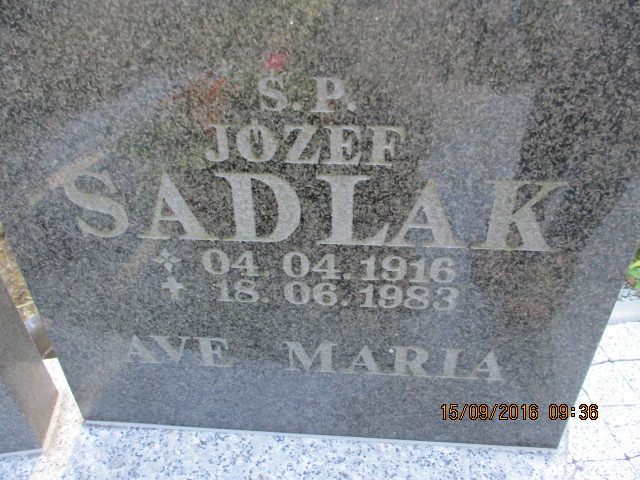 Ś.P.
JÓZEF
SADLAK
04.04.1916
18.06.1983
AVE MARIA
15/09/2016 09:36